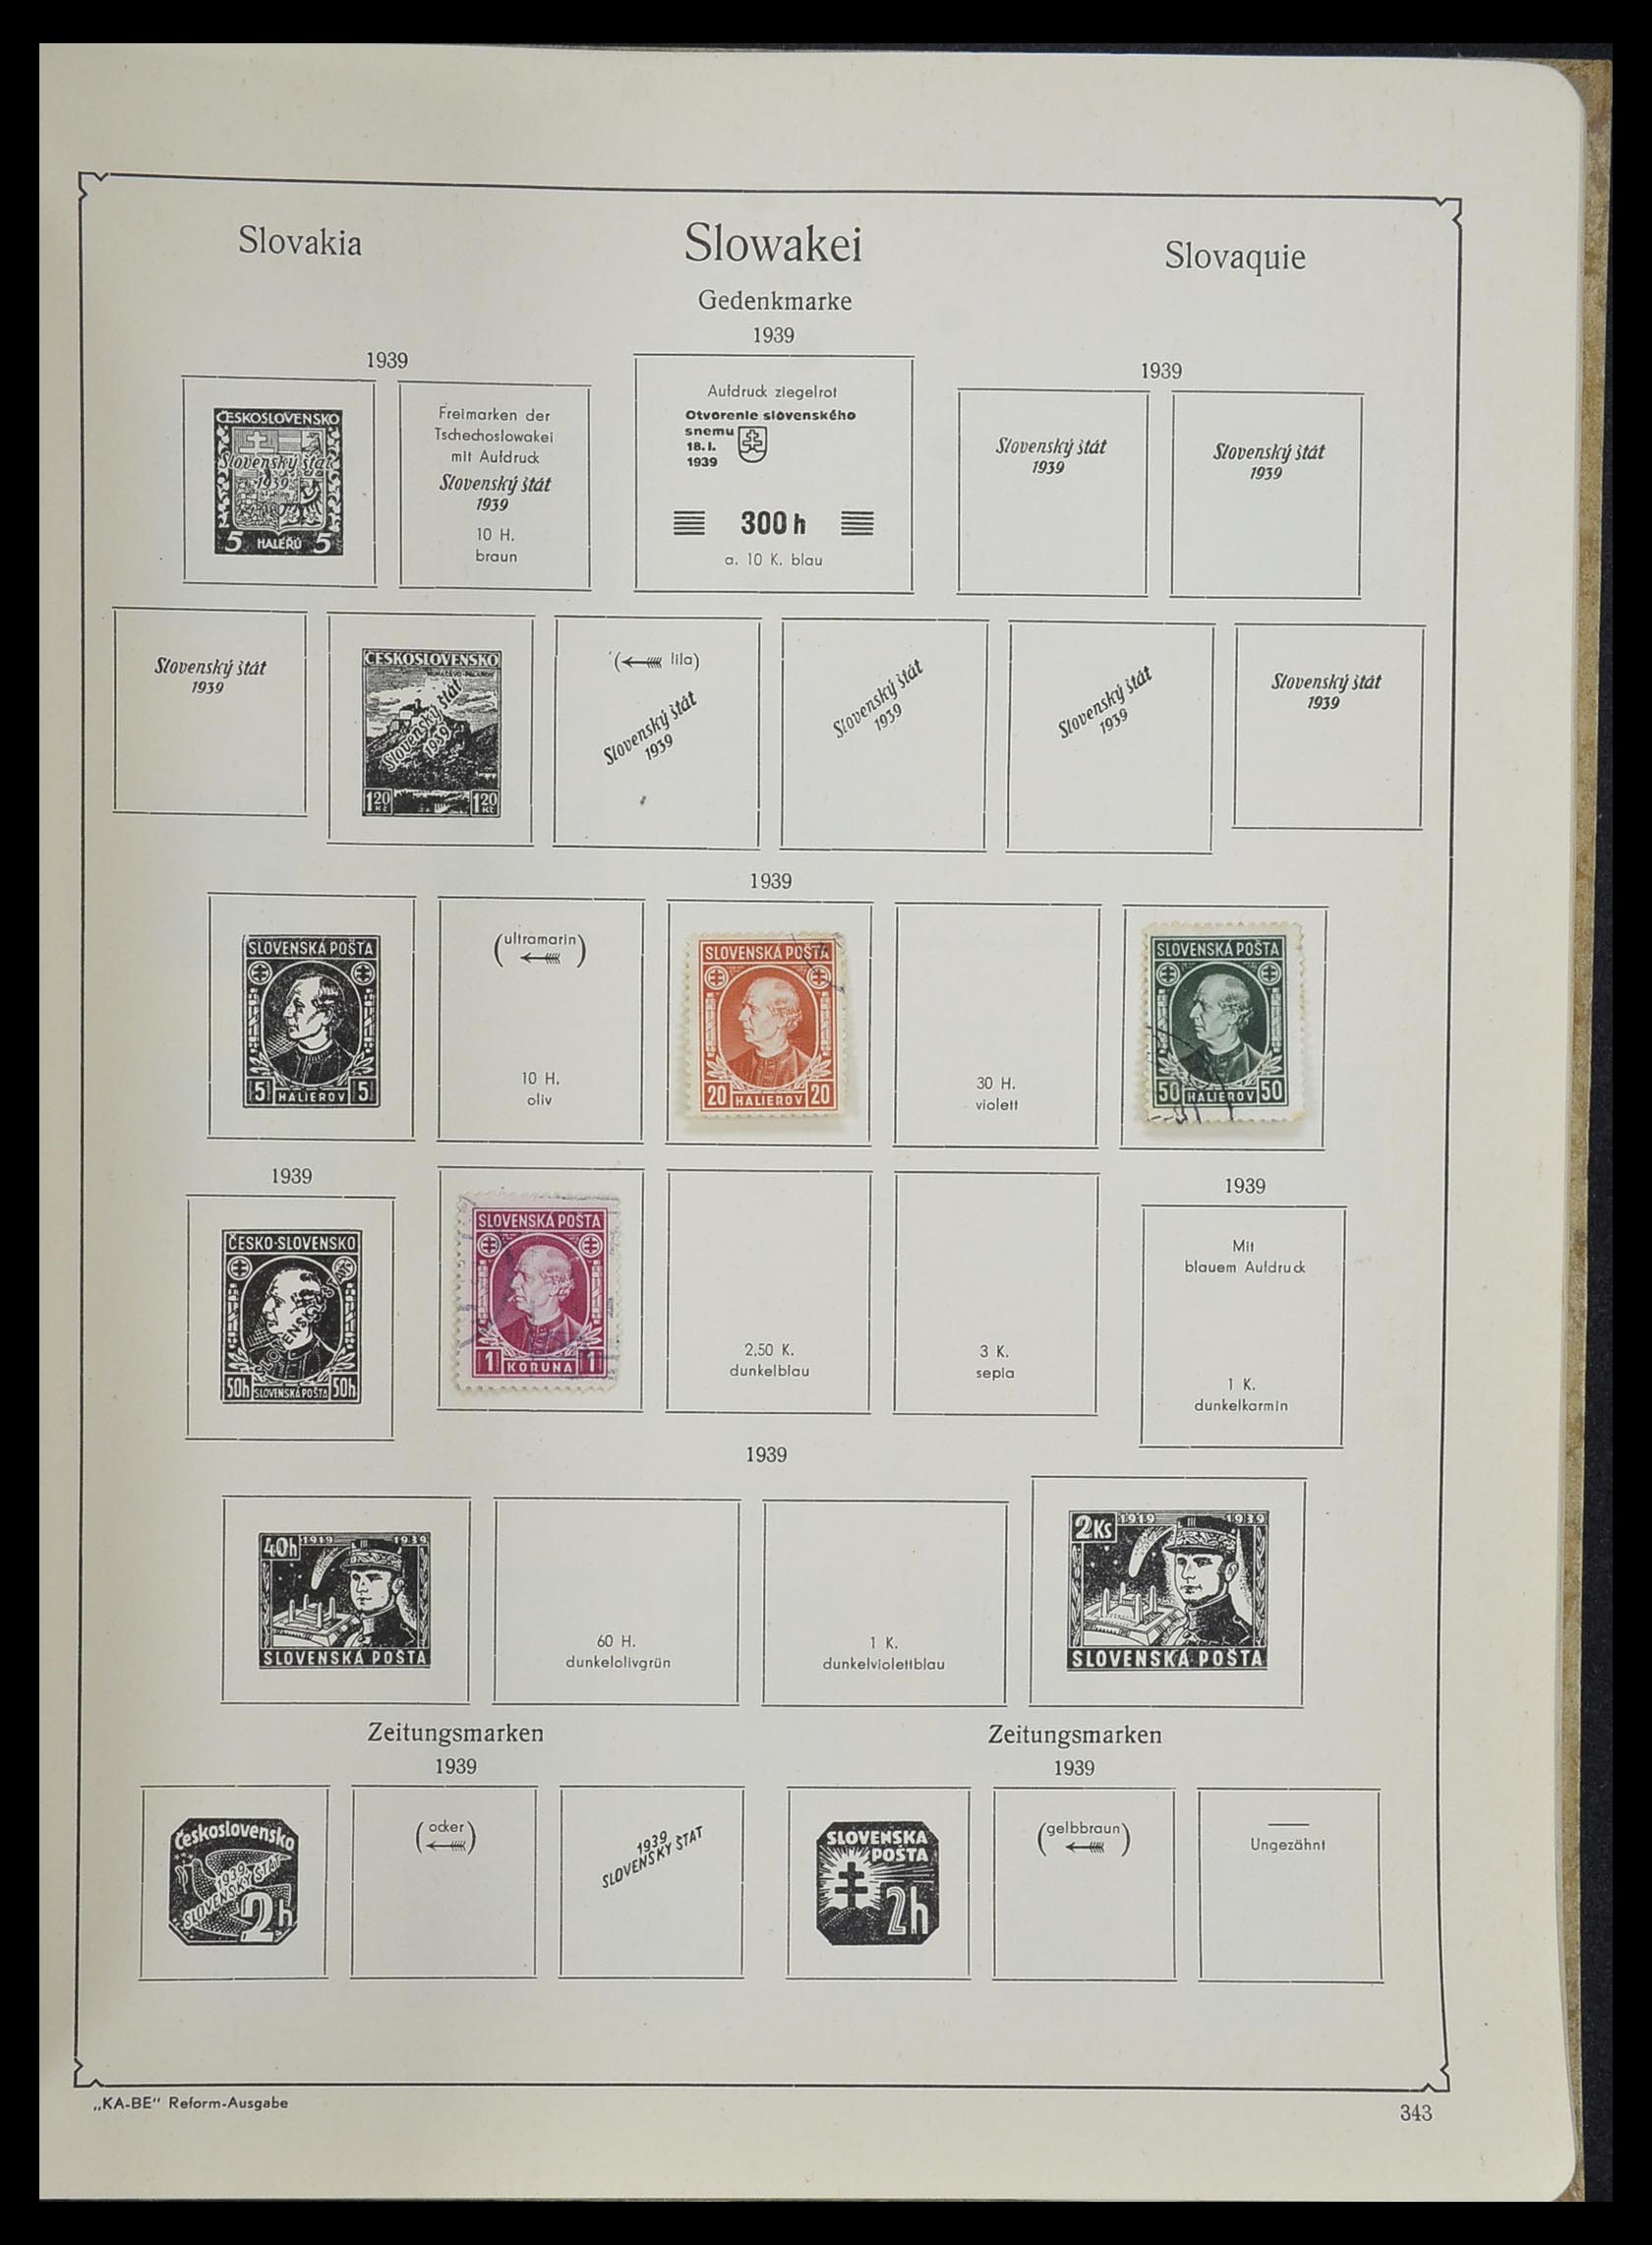 Slovakia
Slowakei
Slovaquie
Gedenkmarke
1939
1939
1939
ČESKOSLOVENSKO
Slovenský štát
1939
5 HALÉŘŮ 5
Freimarken der
Tschechoslowakei
mit Aufdruck
Slovenský štát
1939
10 H.
braun
Aufdruck ziegelrot
Otvorenie slovenského
snemu
18. I.
1939
300 h
a. 10 K. blau
Slovenský štát
1939
Slovenský štát
1939
Slovenský štát
1939
ČESKOSLOVENSKO
Slovenský štát
1939
1 20 Kč 1 20 Kč
( lila)
Slovenský štát
1939
Slovenský štát
1939
Slovenský štát
1939
Slovenský štát
1939
1939
SLOVENSKÁ POŠTA
5 HALIEROV 5
(ultramarin)
10 H.
oliv
SLOVENSKÁ POŠTA
20 HALIEROV 20
30 H.
violett
SLOVENSKÁ POŠTA
50 HALIEROV 50
1939
ČESKO-SLOVENSKO
50h SLOVENSKÁ POŠTA 50h
SLOVENSKÁ POŠTA
1 KORUNA 1
2,50 K.
dunkelblau
3 K.
sepia
1939
Mit
blauem Aufdruck
1 K.
dunkelkarmin
1939
40h 1919 1939
SLOVENSKÁ POŠTA
60 H.
dunkelolivgrün
1 K.
dunkelviolettblau
2Ks 1919 1939
SLOVENSKÁ POŠTA
Zeitungsmarken
1939
Zeitungsmarken
1939
Československo
1939
SLOVENSKÝ ŠTÁT
2h
(ocker)
1939
SLOVENSKÝ ŠTÁT
SLOVENSKÁ
POŠTA
2h
(gelbbraun)
Ungezähnt
„KA-BE" Reform-Ausgabe
343